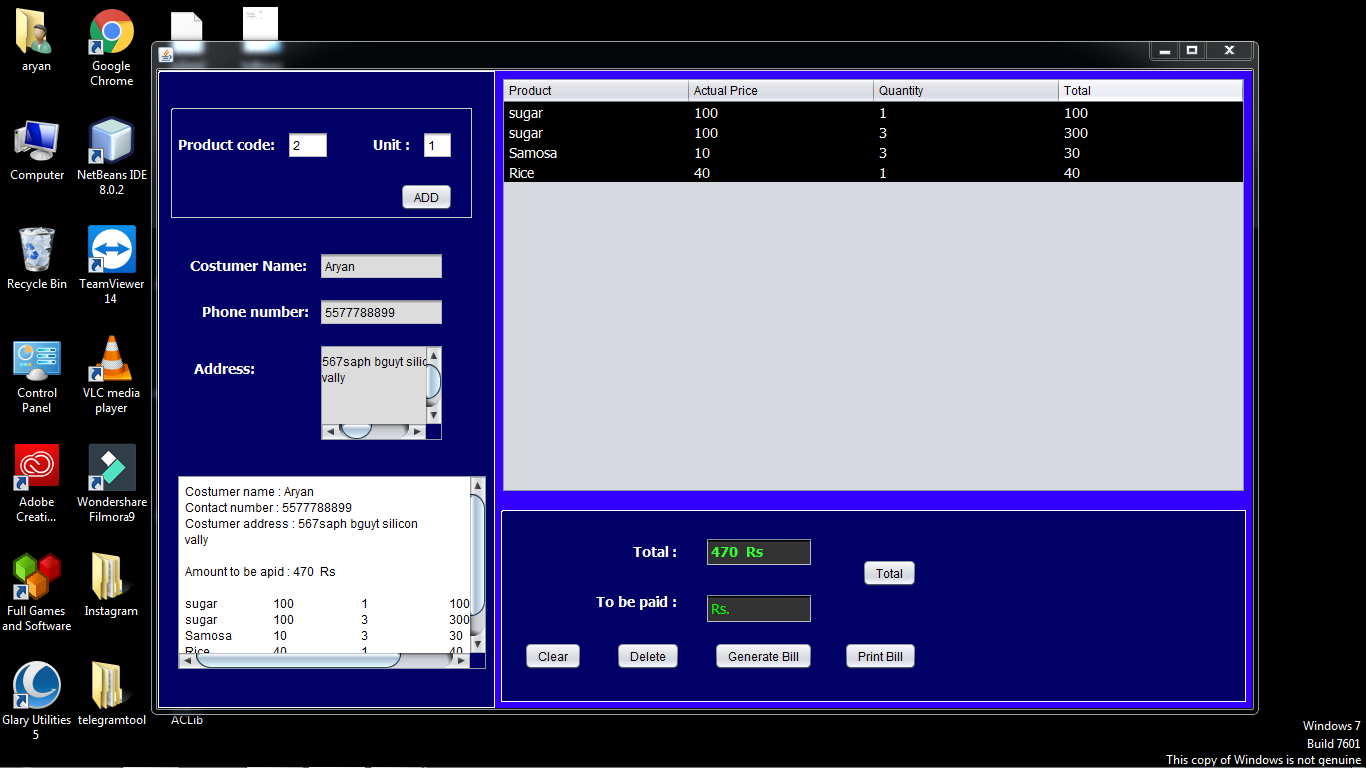 aryan
Google
Chrome
Computer
NetBeans IDE
8.0.2
Recycle Bin
TeamViewer
14
Control
Panel
VLC media
player
Adobe
Creati...
Wondershare
Filmora9
Full Games
and Software
Instagram
Glary Utilities
5
telegramtool
ACLib
Product code: 2 Unit : 1
ADD
Costumer Name: Aryan
Phone number: 5577788899
Address: 567saph bguyt silic
vally
Costumer name : Aryan
Contact number : 5577788899
Costumer address : 567saph bguyt silicon
vally
Amount to be apid : 470 Rs
sugar 100 1 100
sugar 100 3 300
Samosa 10 3 30
Rice 40 1 40
Product Actual Price Quantity Total
sugar 100 1 100
sugar 100 3 300
Samosa 10 3 30
Rice 40 1 40
Total : 470 Rs
Total
To be paid : Rs.
Clear Delete Generate Bill Print Bill
Windows 7
Build 7601
This copy of Windows is not genuine